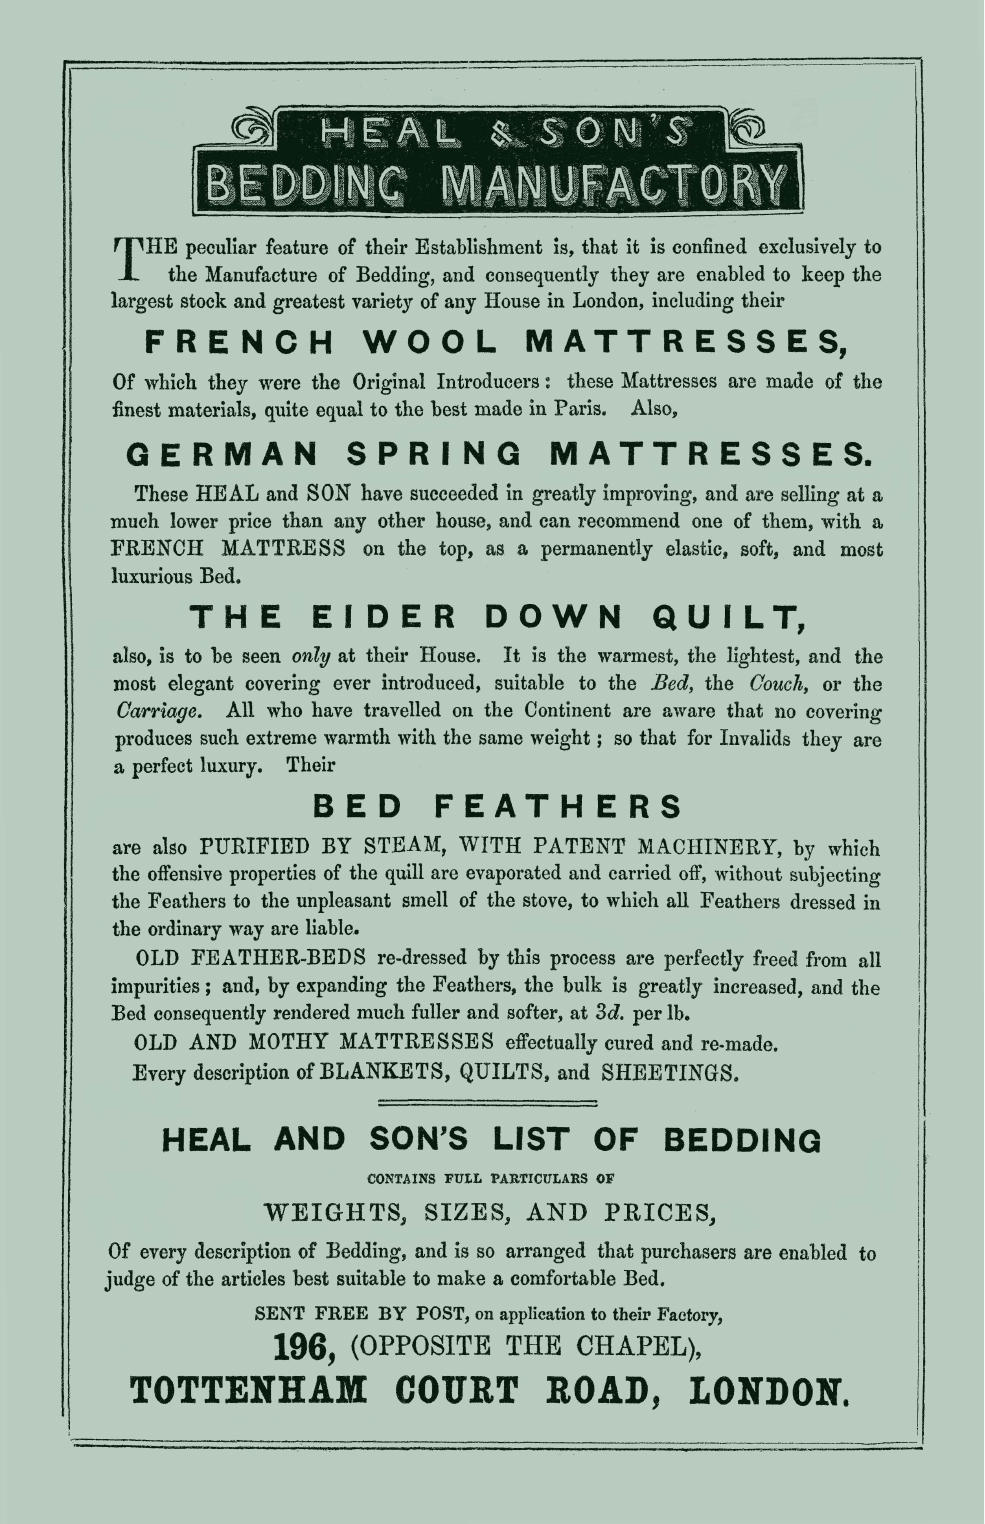 HEAL & SON'S
BEDDING MANUFACTORY
THE peculiar feature of their Establishment is, that it is confined exclusively to
the Manufacture of Bedding, and consequently they are enabled to keep the
largest stock and greatest variety of any House in London, including their
FRENCH WOOL MATTRESSES,
Of which they were the Original Introducers: these Mattresses are made of the
finest materials, quite equal to the best made in Paris. Also,
GERMAN SPRING MATTRESSES.
These HEAL and SON have succeeded in greatly improving, and are selling at a
much lower price than any other house, and can recommend one of them, with a
FRENCH MATTRESS on the top, as a permanently elastic, soft, and most
luxurious Bed.
THE EIDER DOWN QUILT,
also, is to be seen only at their House. It is the warmest, the lightest, and the
most elegant covering ever introduced, suitable to the Bed, the Couch, or the
Carriage. All who have travelled on the Continent are aware that no covering
produces such extreme warmth with the same weight; so that for Invalids they are
a perfect luxury. Their
BED FEATHERS
are also PURIFIED BY STEAM, WITH PATENT MACHINERY, by which
the offensive properties of the quill are evaporated and carried off, without subjecting
the Feathers to the unpleasant smell of the stove, to which all Feathers dressed in
the ordinary way are liable.
OLD FEATHER-BEDS re-dressed by this process are perfectly freed from all
impurities; and, by expanding the Feathers, the bulk is greatly increased, and the
Bed consequently rendered much fuller and softer, at 3d. per lb.
OLD AND MOTHY MATTRESSES effectually cured and re-made.
Every description of BLANKETS, QUILTS, and SHEETINGS.
HEAL AND SON'S LIST OF BEDDING
CONTAINS FULL PARTICULARS OF
WEIGHTS, SIZES, AND PRICES,
Of every description of Bedding, and is so arranged that purchasers are enabled to
judge of the articles best suitable to make a comfortable Bed.
SENT FREE BY POST, on application to their Factory,
196, (OPPOSITE THE CHAPEL),
TOTTENHAM COURT ROAD, LONDON.